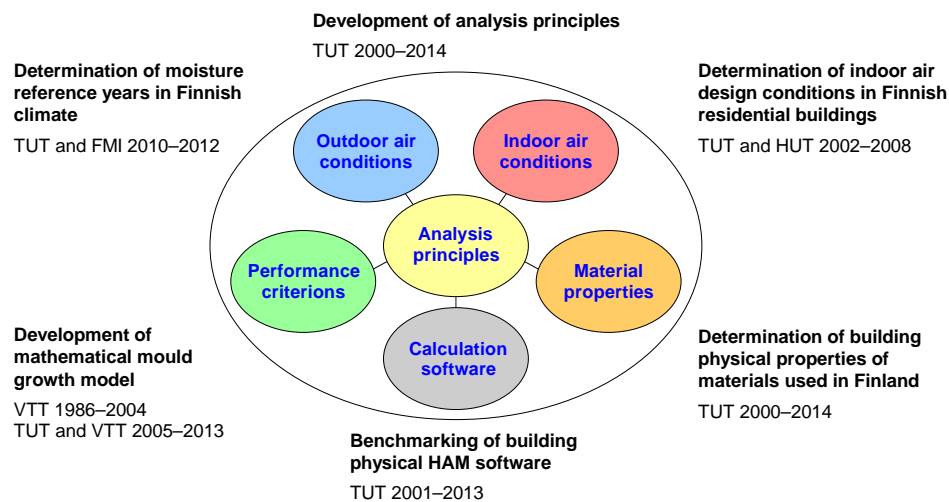 Development of analysis principles
TUT 2000–2014
Determination of moisture
reference years in Finnish
climate
TUT and FMI 2010–2012
Determination of indoor air
design conditions in Finnish
residential buildings
TUT and HUT 2002–2008
Outdoor air
conditions
Indoor air
conditions
Analysis
principles
Performance
criterions
Material
properties
Calculation
software
Development of
mathematical mould
growth model
VTT 1986–2004
TUT and VTT 2005–2013
Determination of building
physical properties of
materials used in Finland
TUT 2000–2014
Benchmarking of building
physical HAM software
TUT 2001–2013